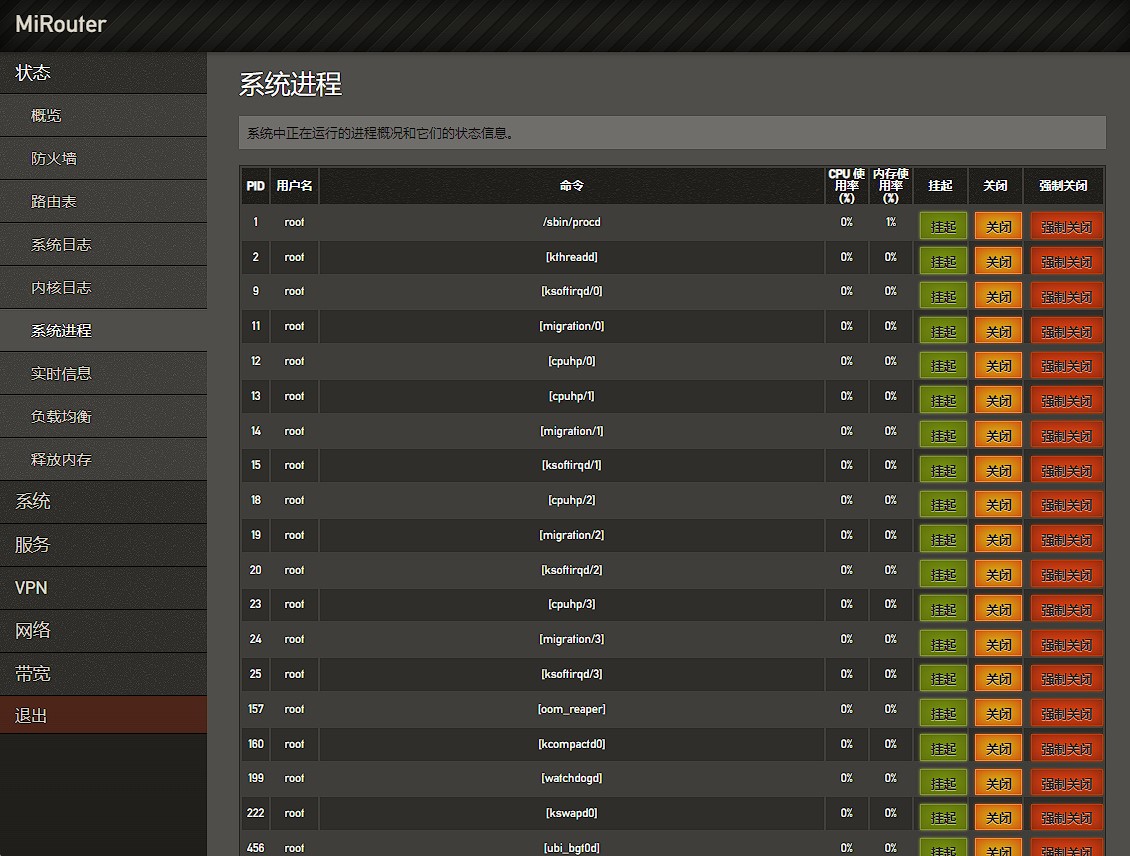 MiRouter
状态
概览
防火墙
路由表
系统日志
内核日志
系统进程
实时信息
负载均衡
释放内存
系统
服务
VPN
网络
带宽
退出
系统进程
系统中正在运行的进程概况和它们的状态信息。
PID 用户名 命令 CPU 使用率 (%) 内存使用率 (%) 挂起 关闭 强制关闭
1 root /sbin/procd 0% 1% 挂起 关闭 强制关闭
2 root [kthreadd] 0% 0% 挂起 关闭 强制关闭
9 root [ksoftirqd/0] 0% 0% 挂起 关闭 强制关闭
11 root [migration/0] 0% 0% 挂起 关闭 强制关闭
12 root [cpuhp/0] 0% 0% 挂起 关闭 强制关闭
13 root [cpuhp/1] 0% 0% 挂起 关闭 强制关闭
14 root [migration/1] 0% 0% 挂起 关闭 强制关闭
15 root [ksoftirqd/1] 0% 0% 挂起 关闭 强制关闭
18 root [cpuhp/2] 0% 0% 挂起 关闭 强制关闭
19 root [migration/2] 0% 0% 挂起 关闭 强制关闭
20 root [ksoftirqd/2] 0% 0% 挂起 关闭 强制关闭
23 root [cpuhp/3] 0% 0% 挂起 关闭 强制关闭
24 root [migration/3] 0% 0% 挂起 关闭 强制关闭
25 root [ksoftirqd/3] 0% 0% 挂起 关闭 强制关闭
157 root [oom_reaper] 0% 0% 挂起 关闭 强制关闭
160 root [kcompactd0] 0% 0% 挂起 关闭 强制关闭
199 root [watchdogd] 0% 0% 挂起 关闭 强制关闭
222 root [kswapd0] 0% 0% 挂起 关闭 强制关闭
456 root [ubi_bgt0d] 0% 0% 挂起 关闭 强制关闭